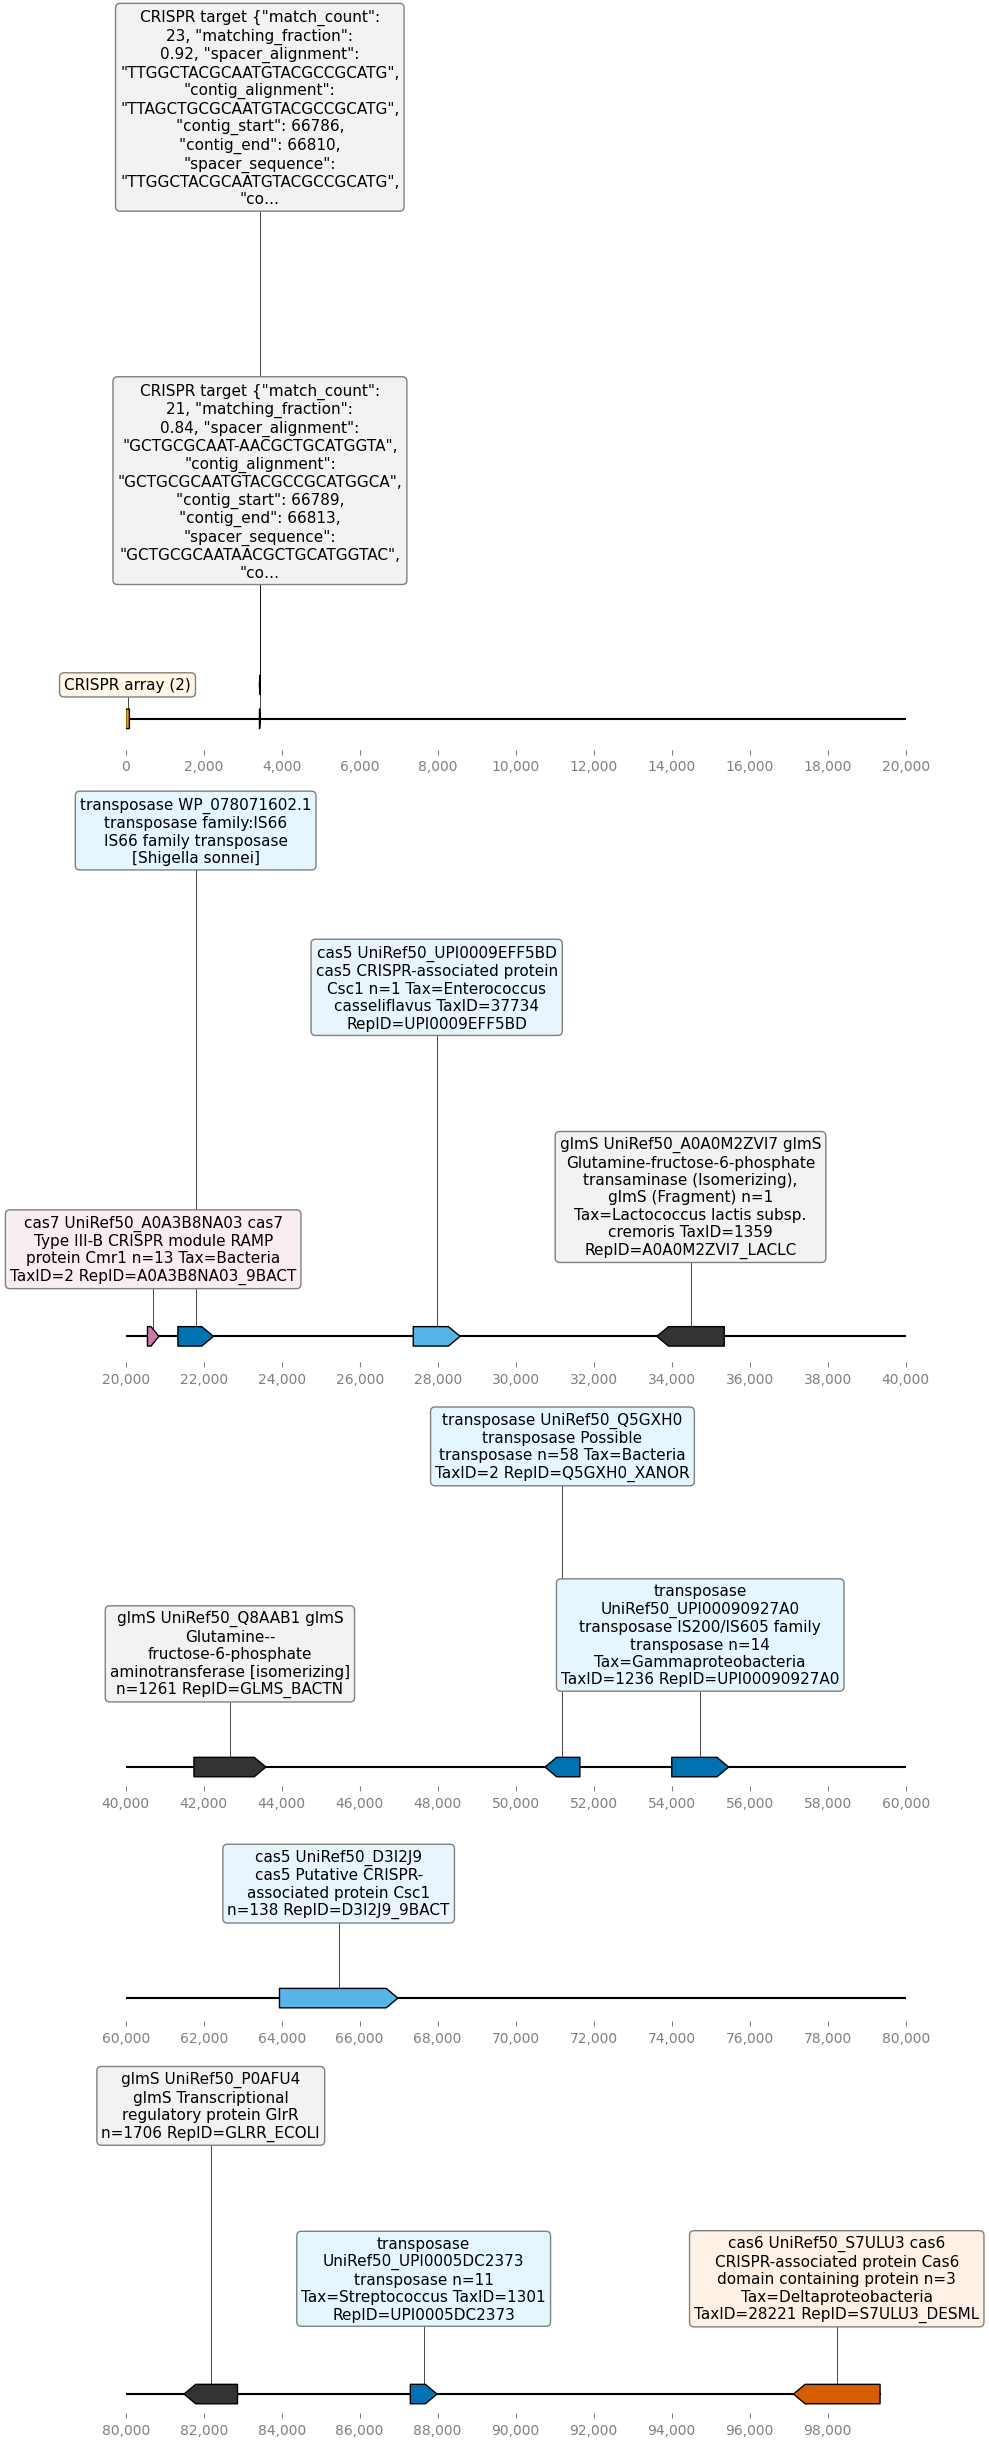 CRISPR target {"match_count":
23, "matching_fraction":
0.92, "spacer_alignment":
"TTGGCTACGCAATGTACGCCGCATG",
"contig_alignment":
"TTAGCTGCGCAATGTACGCCGCATG",
"contig_start": 66786,
"contig_end": 66810,
"spacer_sequence":
"TTGGCTACGCAATGTACGCCGCATG",
"co...
CRISPR target {"match_count":
21, "matching_fraction":
0.84, "spacer_alignment":
"GCTGCGCAAT-AACGCTGCATGGTA",
"contig_alignment":
"GCTGCGCAATGTACGCCGCATGGCA",
"contig_start": 66789,
"contig_end": 66813,
"spacer_sequence":
"GCTGCGCAATAACGCTGCATGGTAC",
"co...
CRISPR array (2)
0 2,000 4,000 6,000 8,000 10,000 12,000 14,000 16,000 18,000 20,000
transposase WP_078071602.1
transposase family:IS66
IS66 family transposase
[Shigella sonnei]
cas5 UniRef50_UPI0009EFF5BD
cas5 CRISPR-associated protein
Csc1 n=1 Tax=Enterococcus
casseliflavus TaxID=37734
RepID=UPI0009EFF5BD
glmS UniRef50_A0A0M2ZVI7 glmS
Glutamine-fructose-6-phosphate
transaminase (Isomerizing),
glmS (Fragment) n=1
Tax=Lactococcus lactis subsp.
cremoris TaxID=1359
RepID=A0A0M2ZVI7_LACLC
cas7 UniRef50_A0A3B8NA03 cas7
Type III-B CRISPR module RAMP
protein Cmr1 n=13 Tax=Bacteria
TaxID=2 RepID=A0A3B8NA03_9BACT
20,000 22,000 24,000 26,000 28,000 30,000 32,000 34,000 36,000 38,000 40,000
transposase UniRef50_Q5GXH0
transposase Possible
transposase n=58 Tax=Bacteria
TaxID=2 RepID=Q5GXH0_XANOR
transposase
UniRef50_UPI00090927A0
transposase IS200/IS605 family
transposase n=14
Tax=Gammaproteobacteria
TaxID=1236 RepID=UPI00090927A0
glmS UniRef50_Q8AAB1 glmS
Glutamine--
fructose-6-phosphate
aminotransferase [isomerizing]
n=1261 RepID=GLMS_BACTN
40,000 42,000 44,000 46,000 48,000 50,000 52,000 54,000 56,000 58,000 60,000
cas5 UniRef50_D3I2J9
cas5 Putative CRISPR-
associated protein Csc1
n=138 RepID=D3I2J9_9BACT
60,000 62,000 64,000 66,000 68,000 70,000 72,000 74,000 76,000 78,000 80,000
glmS UniRef50_P0AFU4
glmS Transcriptional
regulatory protein GlrR
n=1706 RepID=GLRR_ECOLI
transposase
UniRef50_UPI0005DC2373
transposase n=11
Tax=Streptococcus TaxID=1301
RepID=UPI0005DC2373
cas6 UniRef50_S7ULU3 cas6
CRISPR-associated protein Cas6
domain containing protein n=3
Tax=Deltaproteobacteria
TaxID=28221 RepID=S7ULU3_DESML
80,000 82,000 84,000 86,000 88,000 90,000 92,000 94,000 96,000 98,000